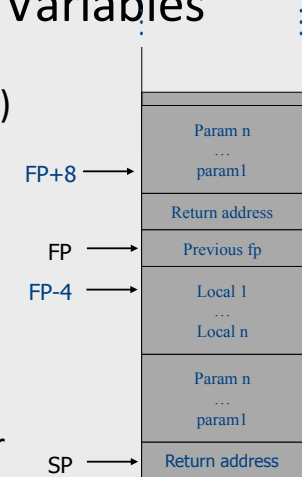 Variables
)
Param n
…
param1
FP+8
Return address
FP
Previous fp
FP-4
Local 1
…
Local n
Param n
…
param1
r
SP
Return address